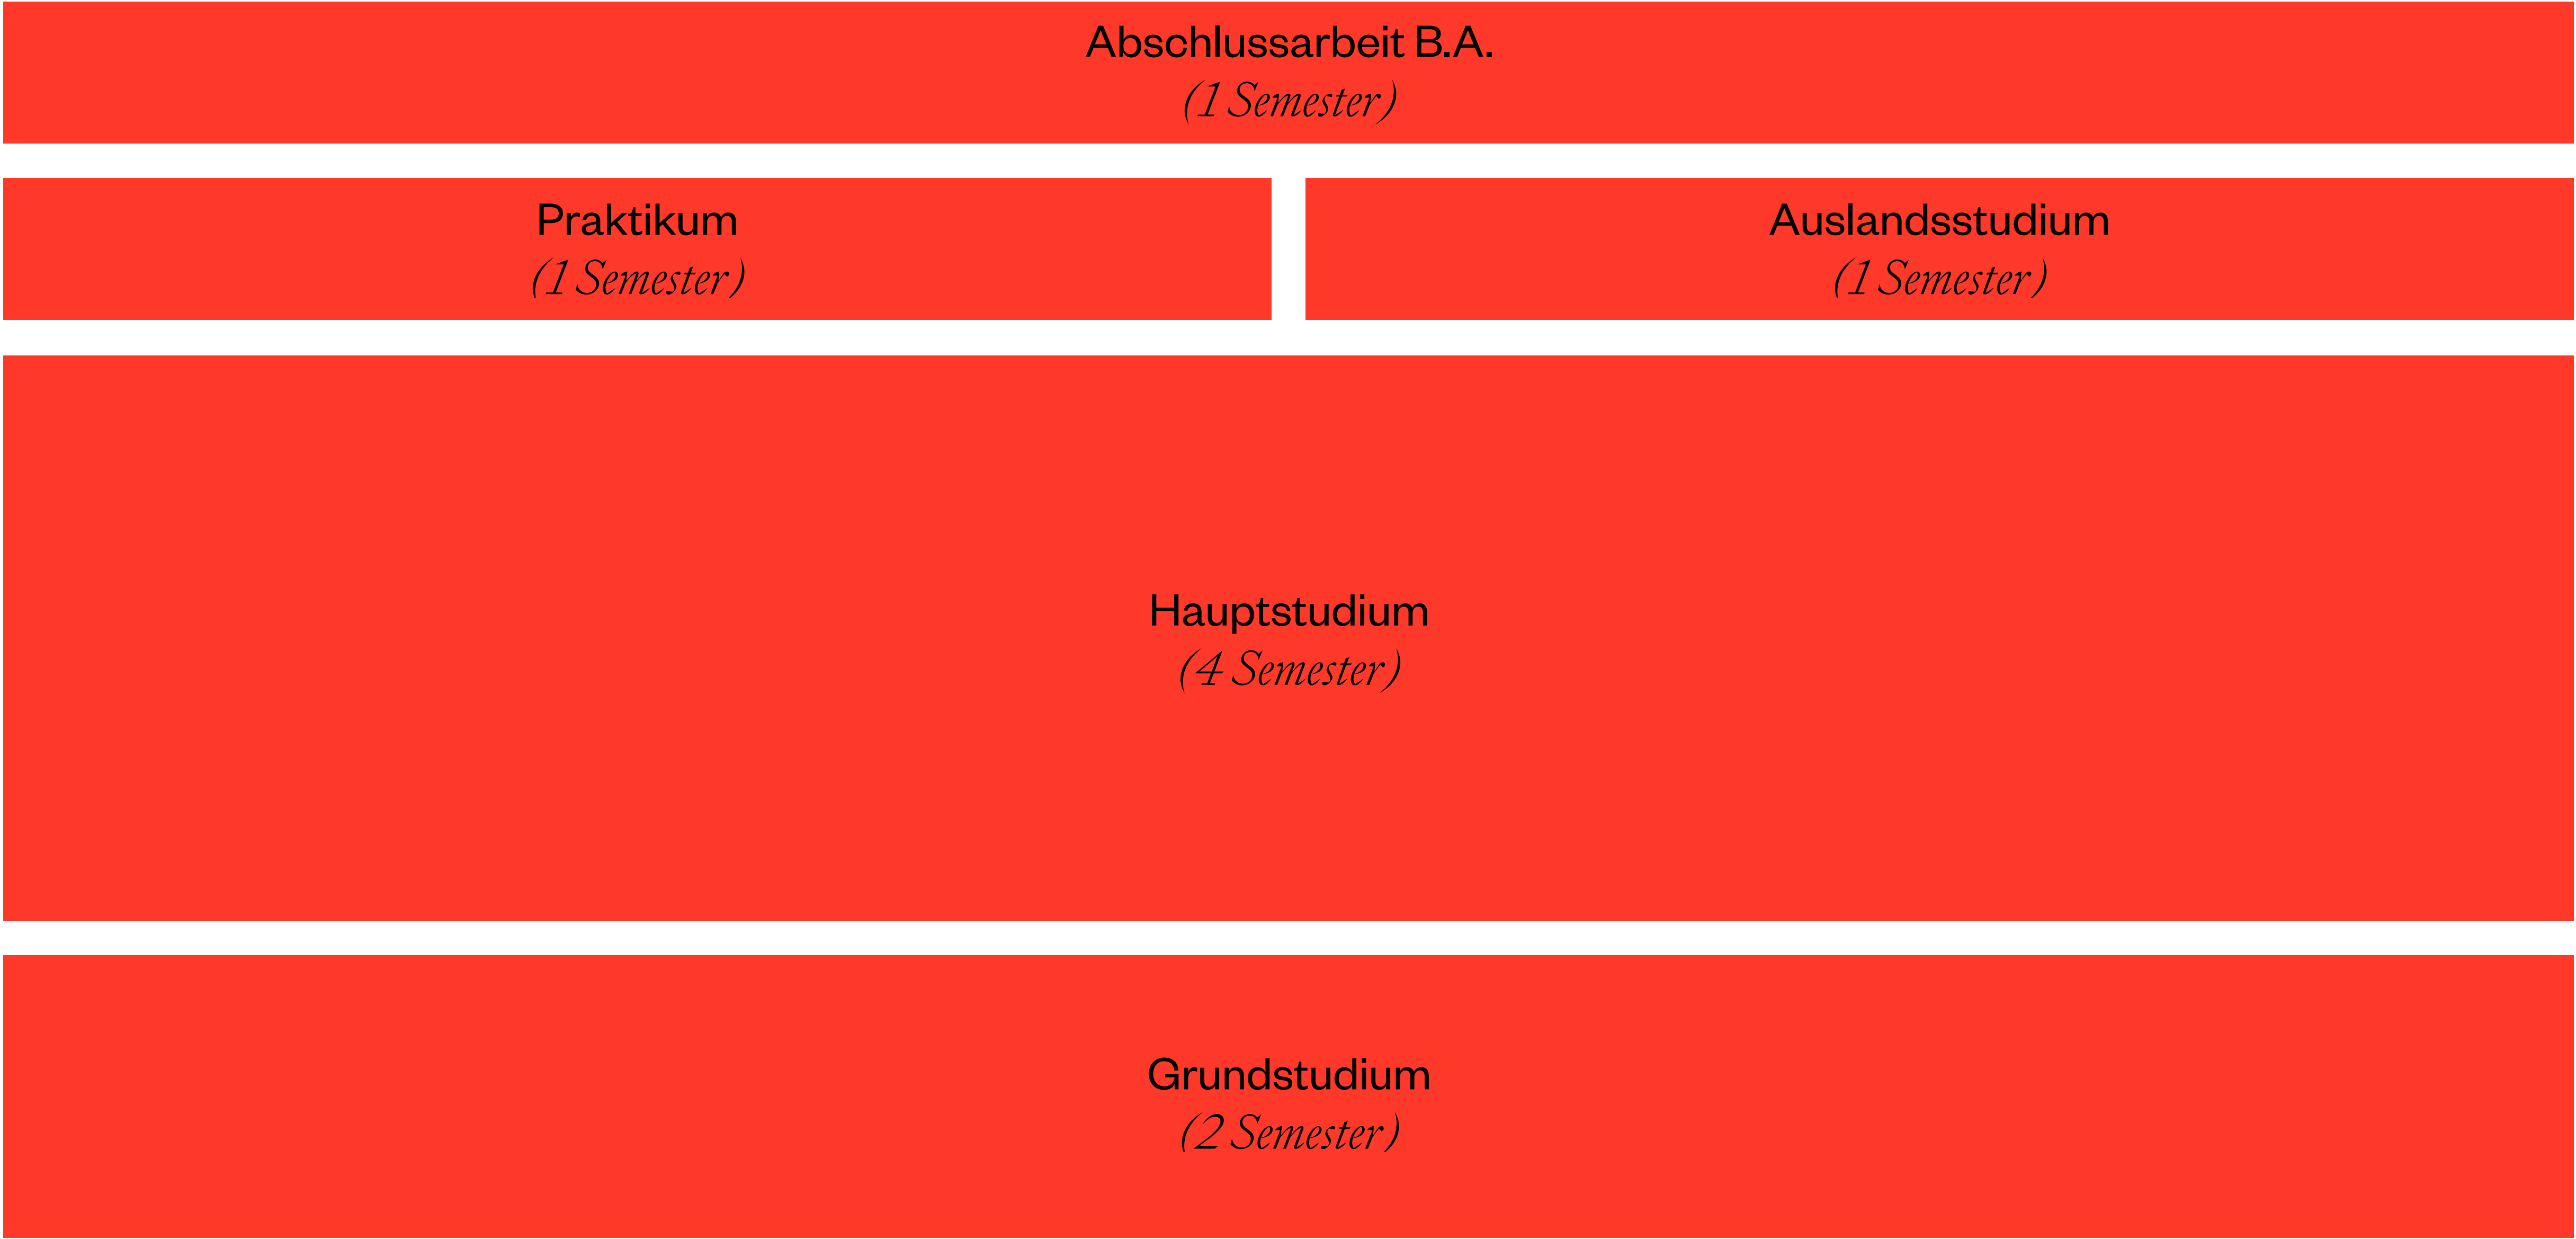 Abschlussarbeit B.A.
(1 Semester)
Praktikum
(1 Semester)
Auslandsstudium
(1 Semester)
Hauptstudium
(4 Semester)
Grundstudium
(2 Semester)